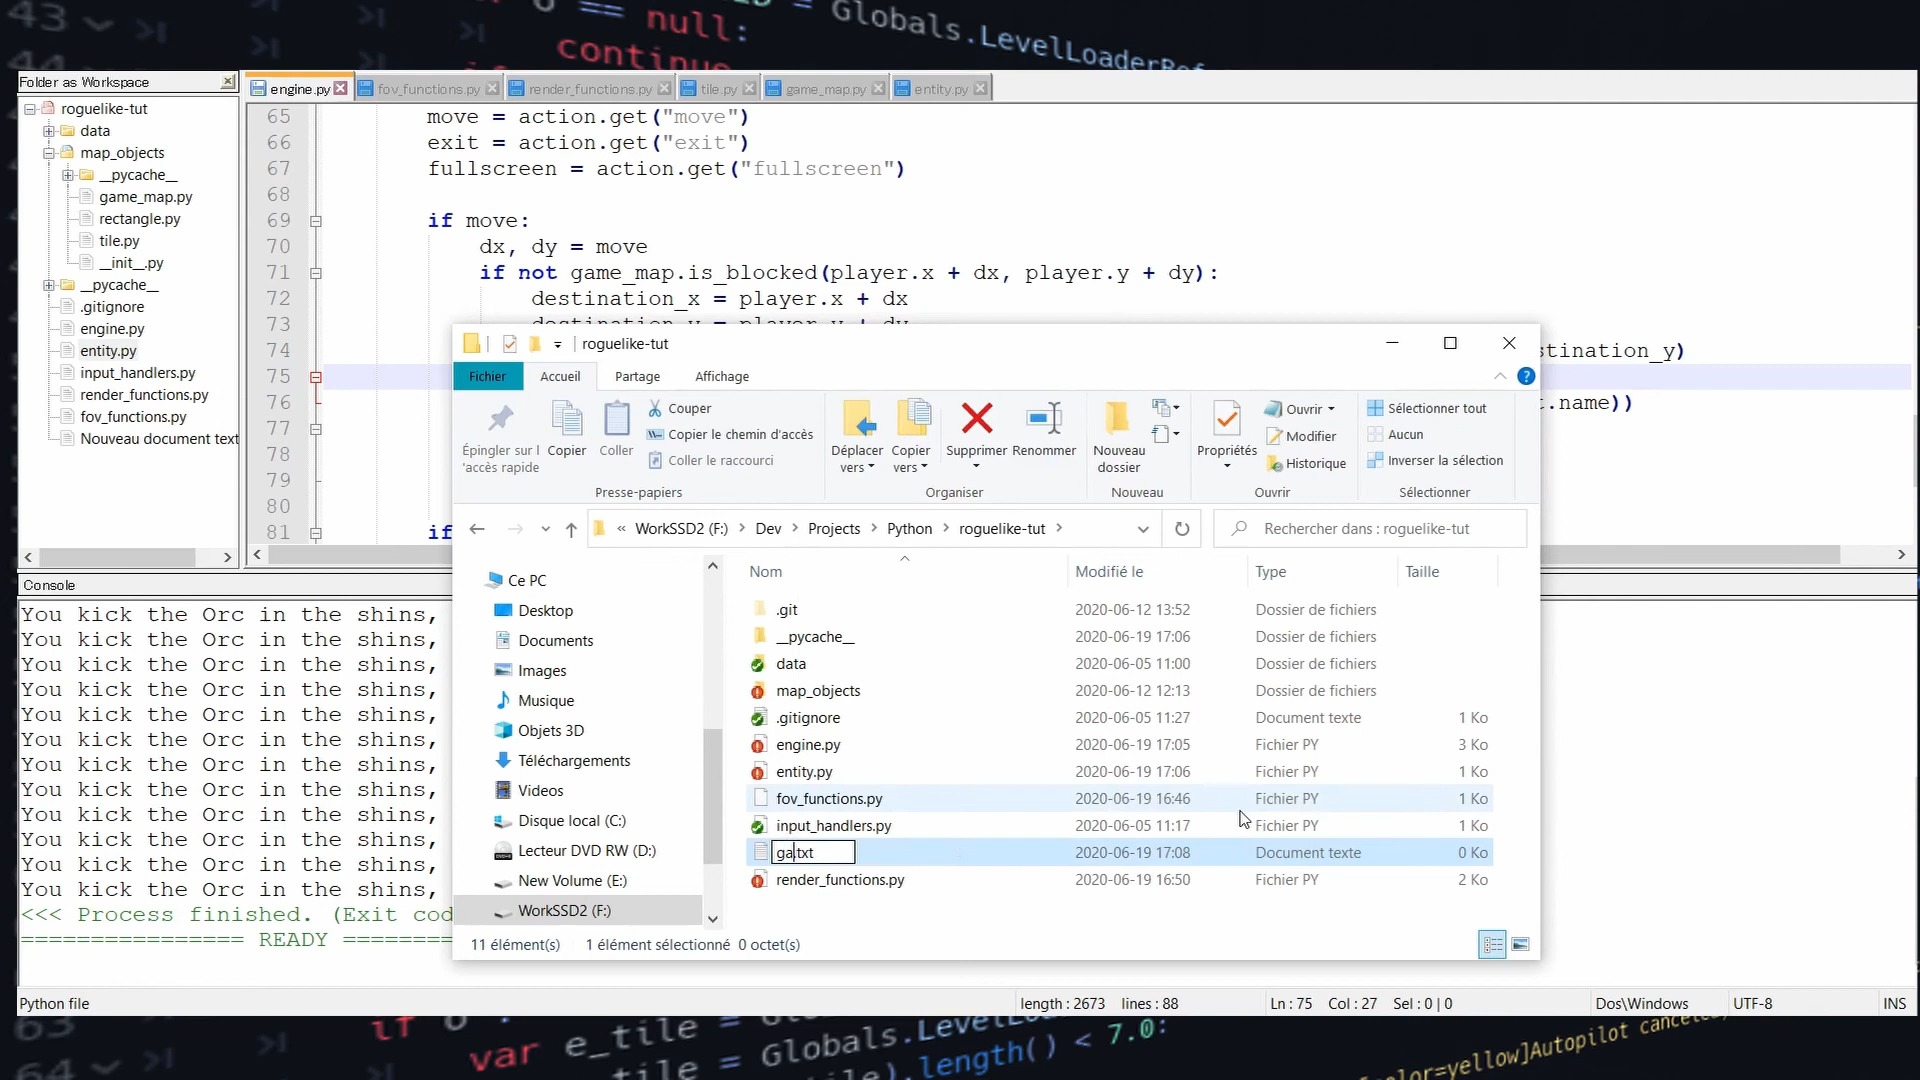 43
== null:
= Globals.LevelLoaderRef
44
continue
Folder as Workspace
engine.py
fov_functions.py
render_functions.py
tile.py
game_map.py
entity.py
roguelike-tut
data
map_objects
__pycache__
game_map.py
rectangle.py
tile.py
__init__.py
__pycache__
.gitignore
engine.py
entity.py
input_handlers.py
render_functions.py
fov_functions.py
Nouveau document text
65 move = action.get("move")
66 exit = action.get("exit")
67 fullscreen = action.get("fullscreen")
68
69 if move:
70 dx, dy = move
71 if not game_map.is_blocked(player.x + dx, player.y + dy):
72 destination_x = player.x + dx
73 destination_y = player.y + dy
74 stination_y)
75
76 t.name))
77
78
79
80
81 if
roguelike-tut
Fichier Accueil Partage Affichage
Épingler sur l'accès rapide
Copier
Coller
Couper
Copier le chemin d'accès
Coller le raccourci
Presse-papiers
Déplacer vers
Copier vers
Supprimer
Renommer
Organiser
Nouveau dossier
Nouveau
Propriétés
Ouvrir
Modifier
Historique
Ouvrir
Sélectionner tout
Aucun
Inverser la sélection
Sélectionner
« WorkSSD2 (F:) > Dev > Projects > Python > roguelike-tut >
Rechercher dans : roguelike-tut
Ce PC
Desktop
Documents
Images
Musique
Objets 3D
Téléchargements
Videos
Disque local (C:)
Lecteur DVD RW (D:)
New Volume (E:)
WorkSSD2 (F:)
Nom Modifié le Type Taille
.git 2020-06-12 13:52 Dossier de fichiers
__pycache__ 2020-06-19 17:06 Dossier de fichiers
data 2020-06-05 11:00 Dossier de fichiers
map_objects 2020-06-12 12:13 Dossier de fichiers
.gitignore 2020-06-05 11:27 Document texte 1 Ko
engine.py 2020-06-19 17:05 Fichier PY 3 Ko
entity.py 2020-06-19 17:06 Fichier PY 1 Ko
fov_functions.py 2020-06-19 16:46 Fichier PY 1 Ko
input_handlers.py 2020-06-05 11:17 Fichier PY 1 Ko
ga.txt 2020-06-19 17:08 Document texte 0 Ko
render_functions.py 2020-06-19 16:50 Fichier PY 2 Ko
11 élément(s) 1 élément sélectionné 0 octet(s)
Console
You kick the Orc in the shins,
You kick the Orc in the shins,
You kick the Orc in the shins,
You kick the Orc in the shins,
You kick the Orc in the shins,
You kick the Orc in the shins,
You kick the Orc in the shins,
You kick the Orc in the shins,
You kick the Orc in the shins,
You kick the Orc in the shins,
You kick the Orc in the shins,
You kick the Orc in the shins,
<<< Process finished. (Exit cod
================ READY =========
Python file length : 2673 lines : 88 Ln : 75 Col : 27 Sel : 0 | 0 Dos\Windows UTF-8 INS
63
64
var e_tile = Globals.LevelLoa
.length() < 7.0:
color=yellow]Autopilot cancel